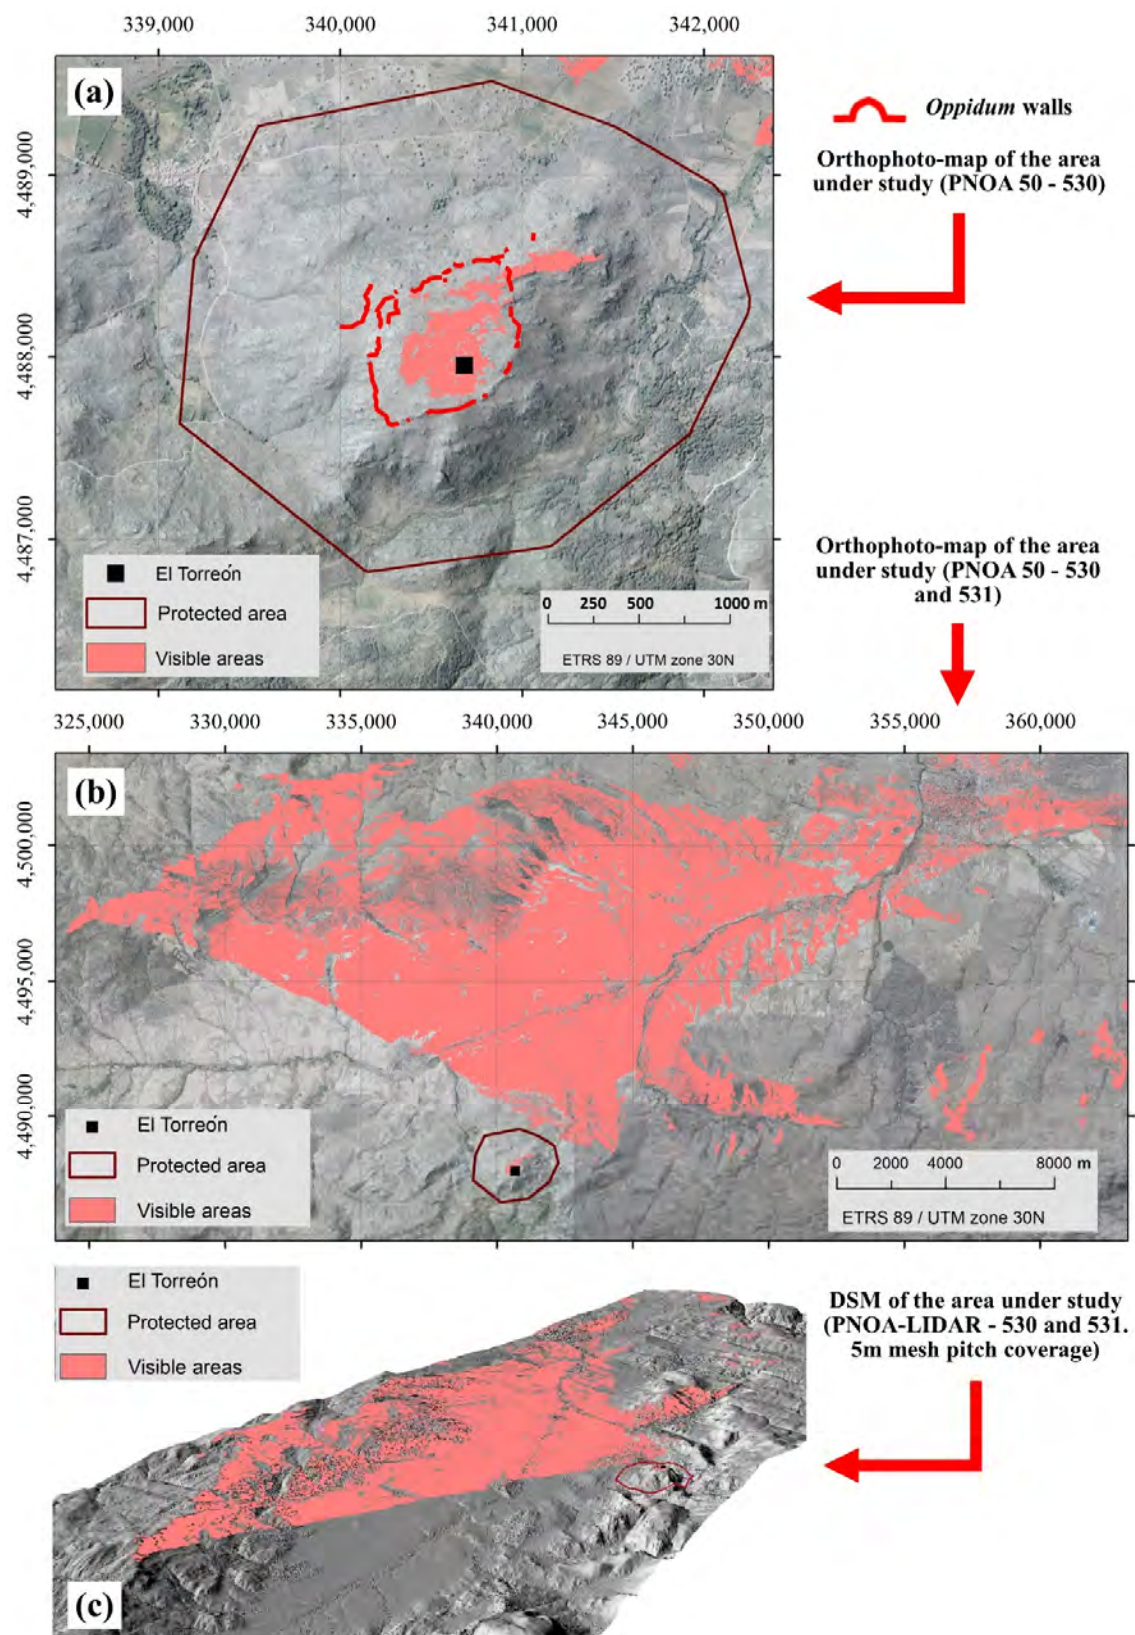 339,000 340,000 341,000 342,000
(a)
4,489,000
4,488,000
4,487,000
El Torreón
Protected area
Visible areas
0 250 500 1000 m
ETRS 89 / UTM zone 30N
Oppidum walls
Orthophoto-map of the area
under study (PNOA 50 - 530)
Orthophoto-map of the area
under study (PNOA 50 - 530
and 531)
325,000 330,000 335,000 340,000 345,000 350,000 355,000 360,000
(b)
4,500,000
4,495,000
4,490,000
El Torreón
Protected area
Visible areas
0 2000 4000 8000 m
ETRS 89 / UTM zone 30N
El Torreón
Protected area
Visible areas
DSM of the area under study
(PNOA-LIDAR - 530 and 531.
5m mesh pitch coverage)
(c)